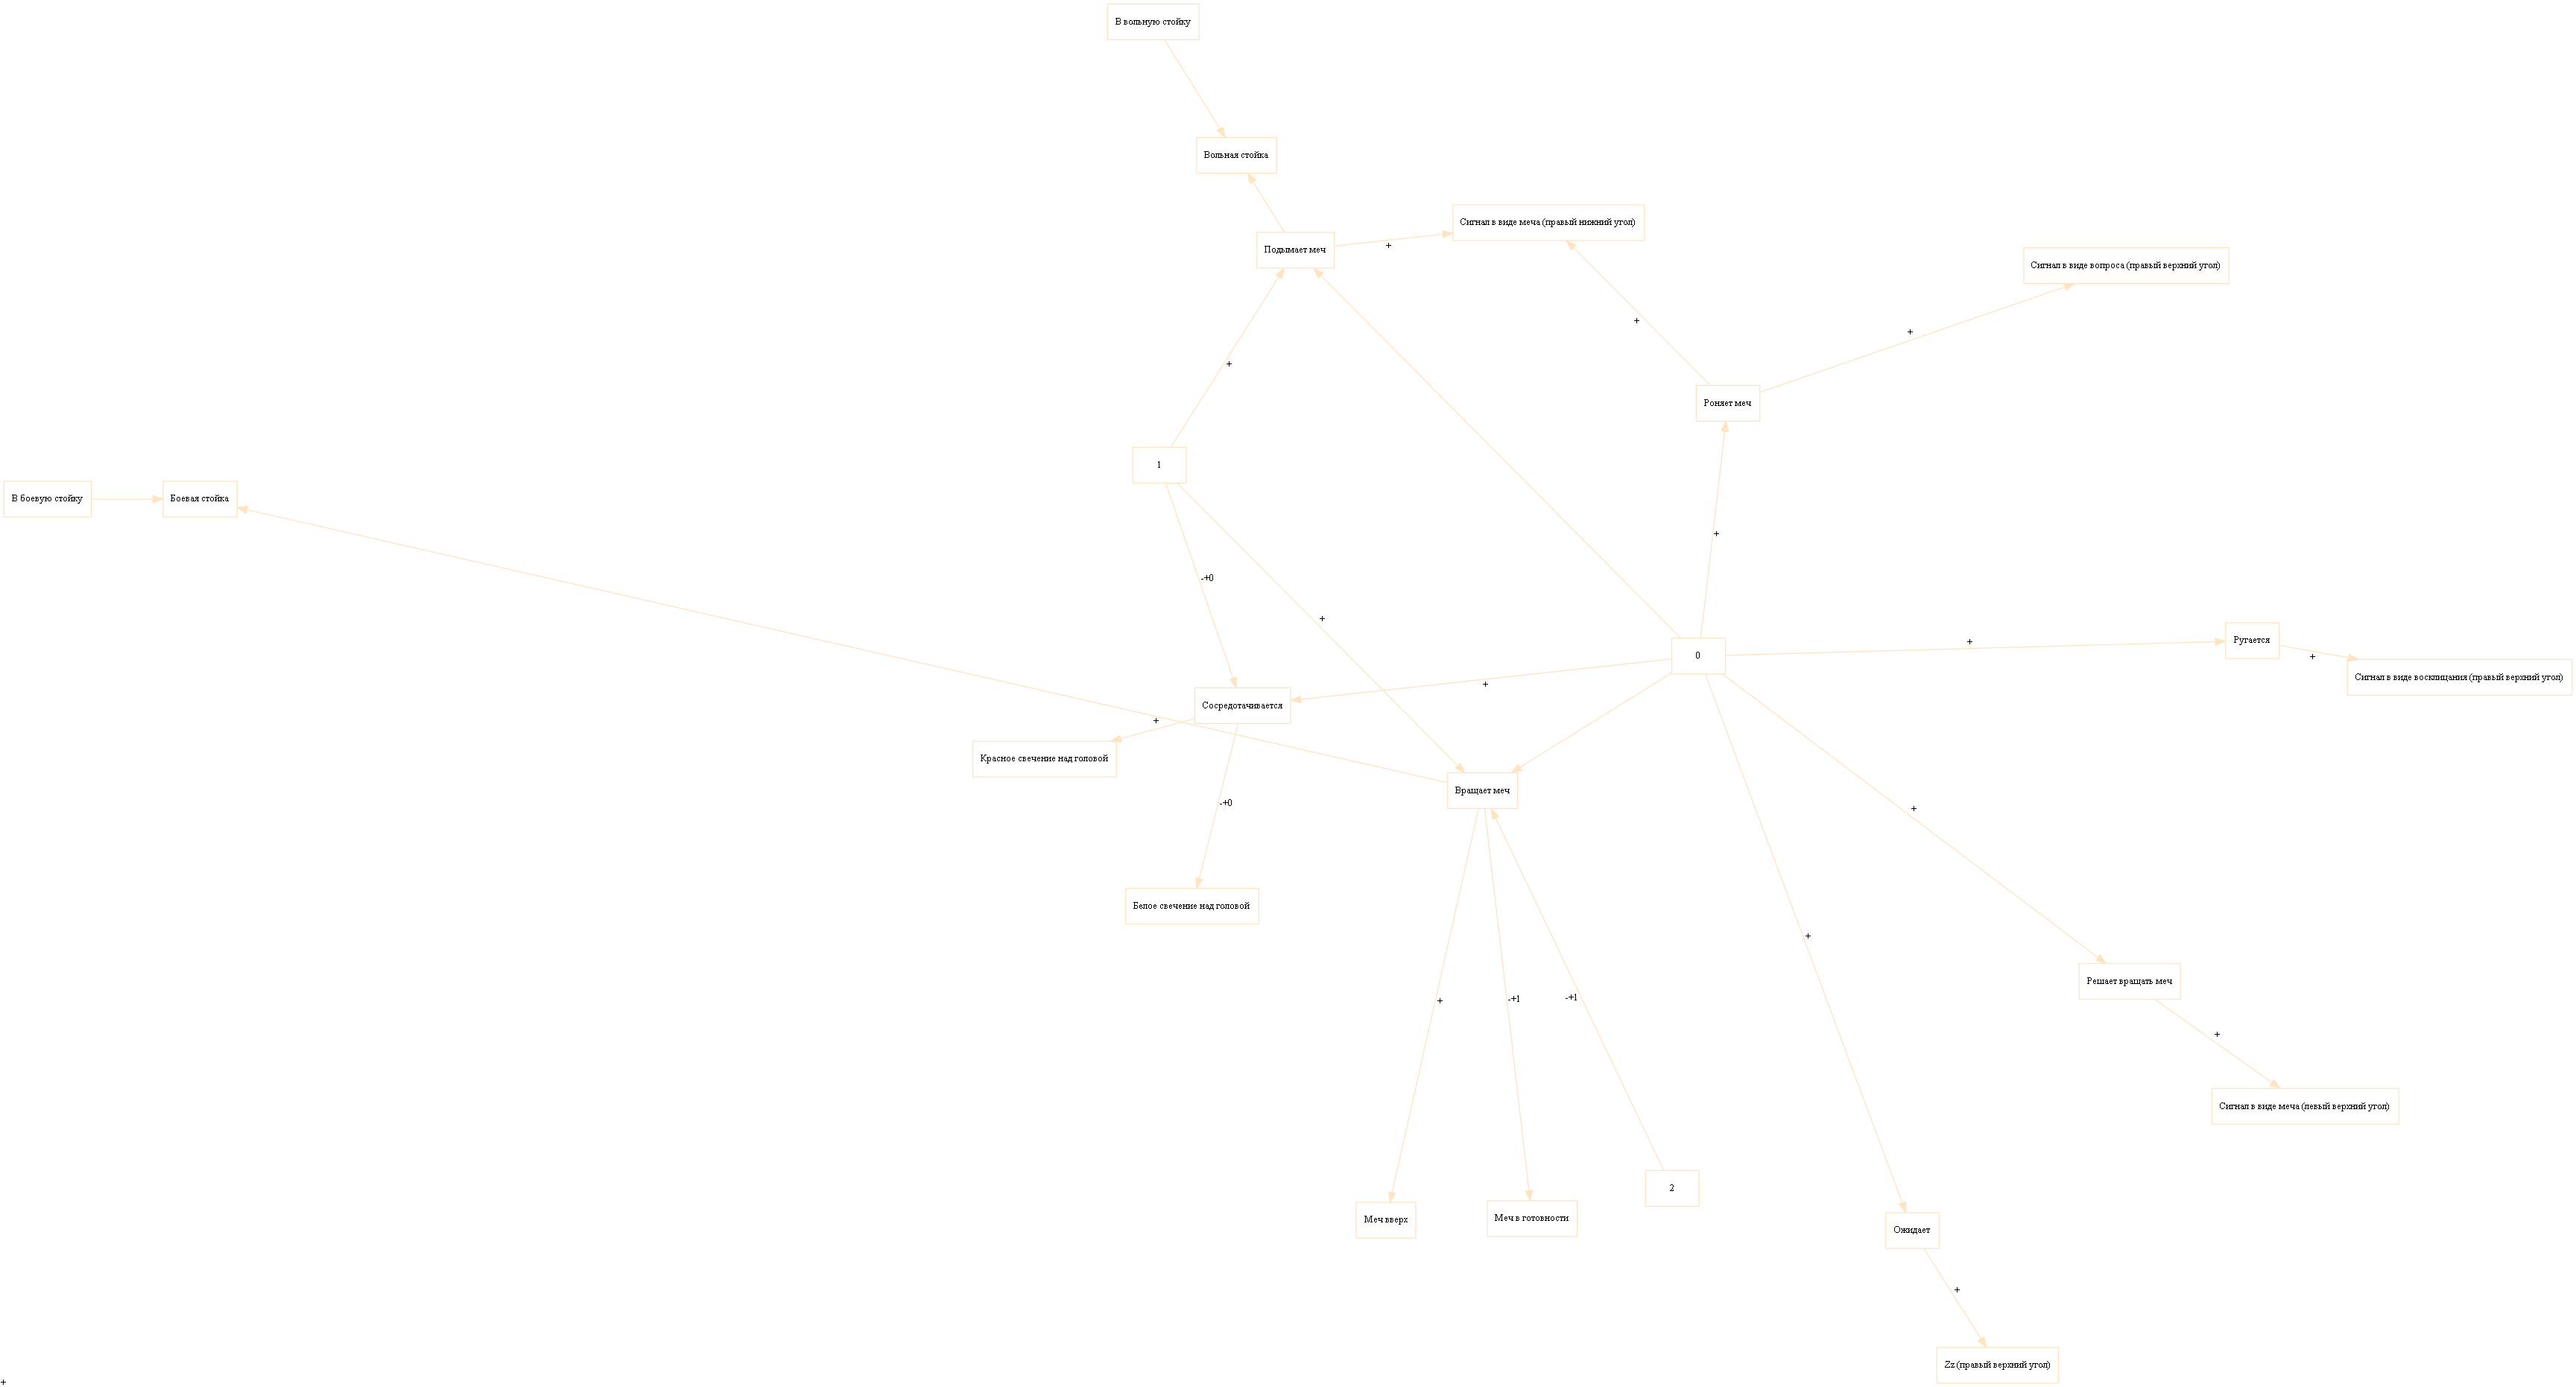 В вольную стойку
Вольная стойка
Сигнал в виде меча (правый нижний угол)
Подымает меч
+
Сигнал в виде вопроса (правый верхний угол)
+
+
+
Роняет меч
1
В боевую стойку
Боевая стойка
+
-+0
+
Ругается
+
0
+
Сигнал в виде восклицания (правый верхний угол)
+
Сосредотачивается
+
Красное свечение над головой
Вращает меч
-+0
+
Белое свечение над головой
+
Решает вращать меч
+
-+1
-+1
+
Сигнал в виде меча (левый верхний угол)
2
Меч вверх
Меч в готовности
Ожидает
+
Zz (правый верхний угол)
+